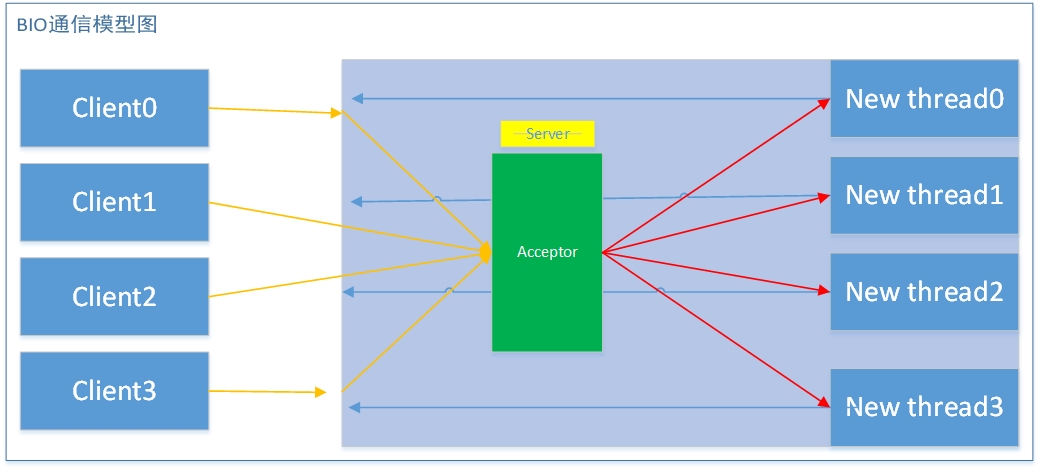 BIO通信模型图
Client0
Client1
Client2
Client3
Server
Acceptor
New thread0
New thread1
New thread2
New thread3